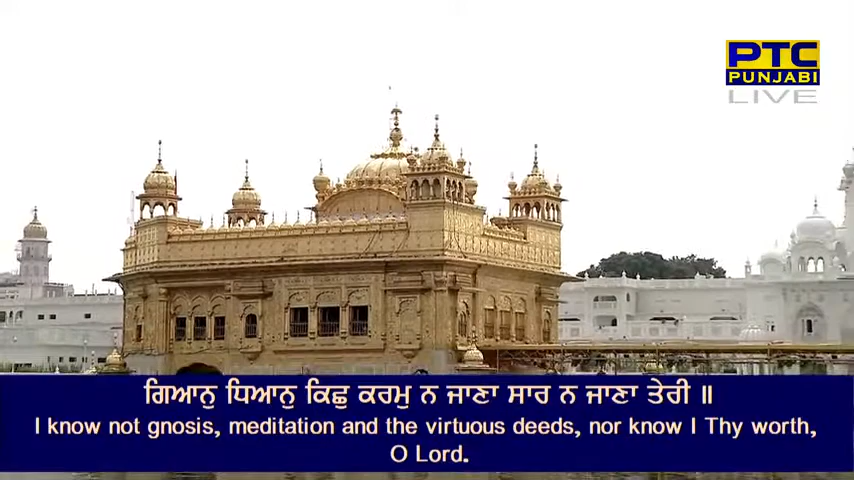 PTC
PUNJABI
LIVE
ਗਿਆਨੁ ਧਿਆਨੁ ਕਿਛੁ ਕਰਮੁ ਨ ਜਾਣਾ ਸਾਰ ਨ ਜਾਣਾ ਤੇਰੀ ॥
I know not gnosis, meditation and the virtuous deeds, nor know I Thy worth,
O Lord.